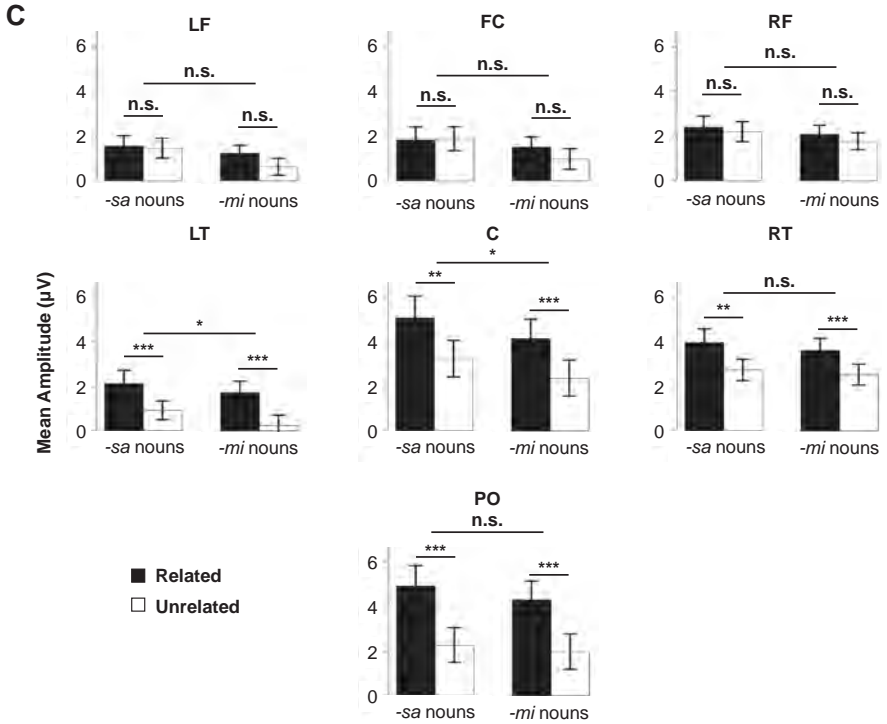 C
LF
FC
RF
6
4
2
0
n.s.
n.s.
n.s.
-sa nouns
-mi nouns
6
4
2
0
n.s.
n.s.
n.s.
-sa nouns
-mi nouns
6
4
2
0
n.s.
n.s.
n.s.
-sa nouns
-mi nouns
Mean Amplitude (μV)
LT
6
4
2
0
*
***
***
-sa nouns
-mi nouns
C
6
4
2
0
*
**
***
-sa nouns
-mi nouns
RT
6
4
2
0
n.s.
**
***
-sa nouns
-mi nouns
Related
Unrelated
PO
6
4
2
0
n.s.
***
***
-sa nouns
-mi nouns